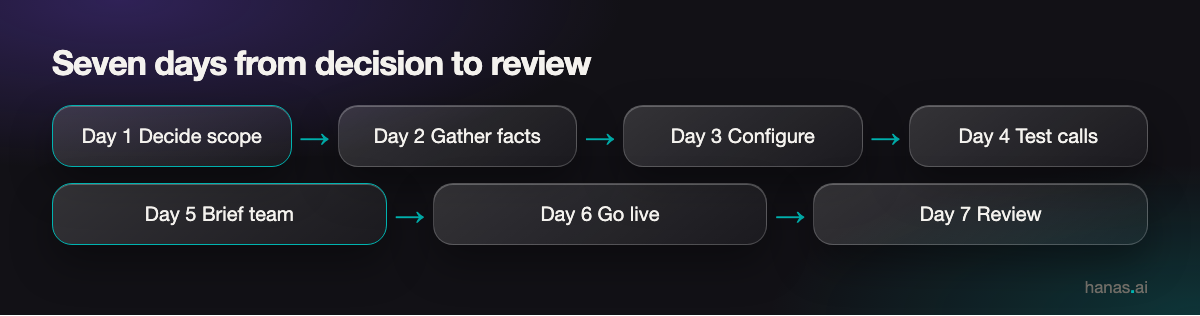 Seven days from decision to review
Day 1 Decide scope → Day 2 Gather facts → Day 3 Configure → Day 4 Test calls
Day 5 Brief team → Day 6 Go live → Day 7 Review
hanas.ai